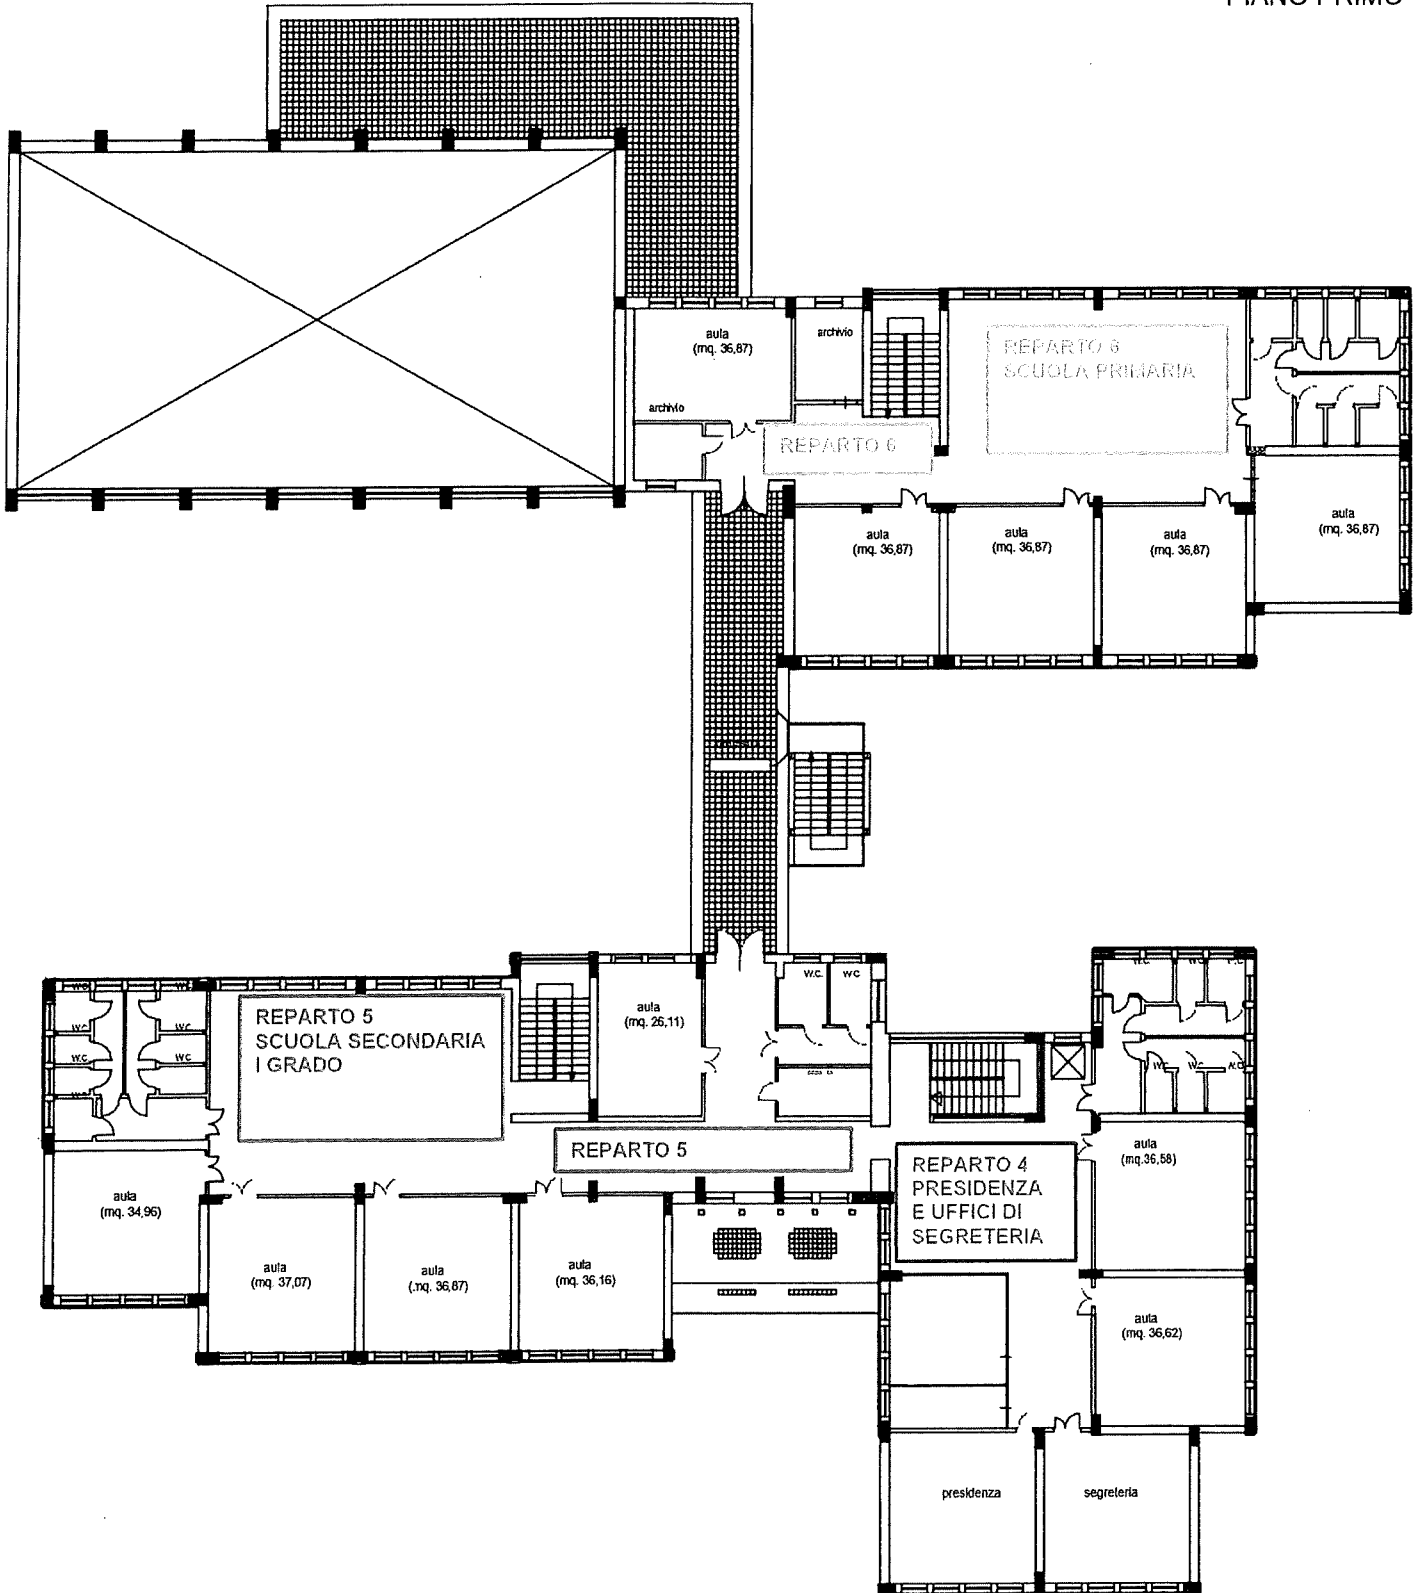 PIANO PRIMO
aula
(mq. 36,87)
archivio
archivio
REPARTO 6
SCUOLA PRIMARIA
REPARTO 6
aula
(mq. 36,87)
aula
(mq. 36,87)
aula
(mq. 36,87)
aula
(mq. 36,87)
W.C.
W.C.
W.C
W.C
W.C
W.C
W.C
W.C
REPARTO 5
SCUOLA SECONDARIA
I GRADO
aula
(mq. 26,11)
W.C.
W.C
W.C
W.C
W.C
W.C
W.C
REPARTO 5
REPARTO 4
PRESIDENZA
E UFFICI DI
SEGRETERIA
aula
(mq.36,58)
aula
(mq. 34,96)
aula
(mq. 37,07)
aula
(.nq. 36,87)
aula
(mq. 36,16)
aula
(mq. 36,62)
presidenza
segreteria